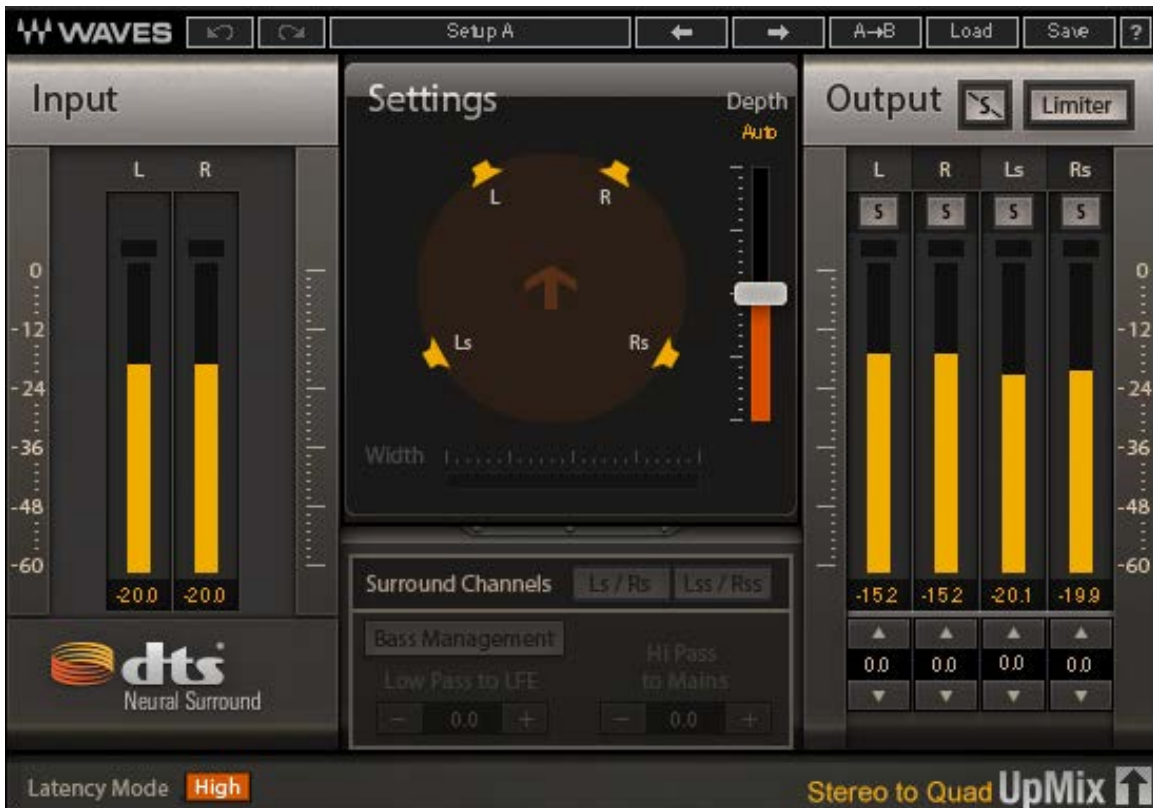 WAVES Setup A A→B Load Save ?
Input
Settings
Depth
Auto
Output S Limiter
L R
L R
Ls Rs
L R Ls Rs
S S S S
0
-12
-24
-36
-48
-60
0
-12
-24
-36
-48
-60
Width
-20.0 -20.0
-15.2 -15.2 -20.1 -19.9
0.0 0.0 0.0 0.0
Surround Channels Ls / Rs Lss / Rss
Bass Management
Low Pass to LFE
Hi Pass
to Mains
- 0.0 + - 0.0 +
dts
Neural Surround
Latency Mode High
Stereo to Quad UpMix